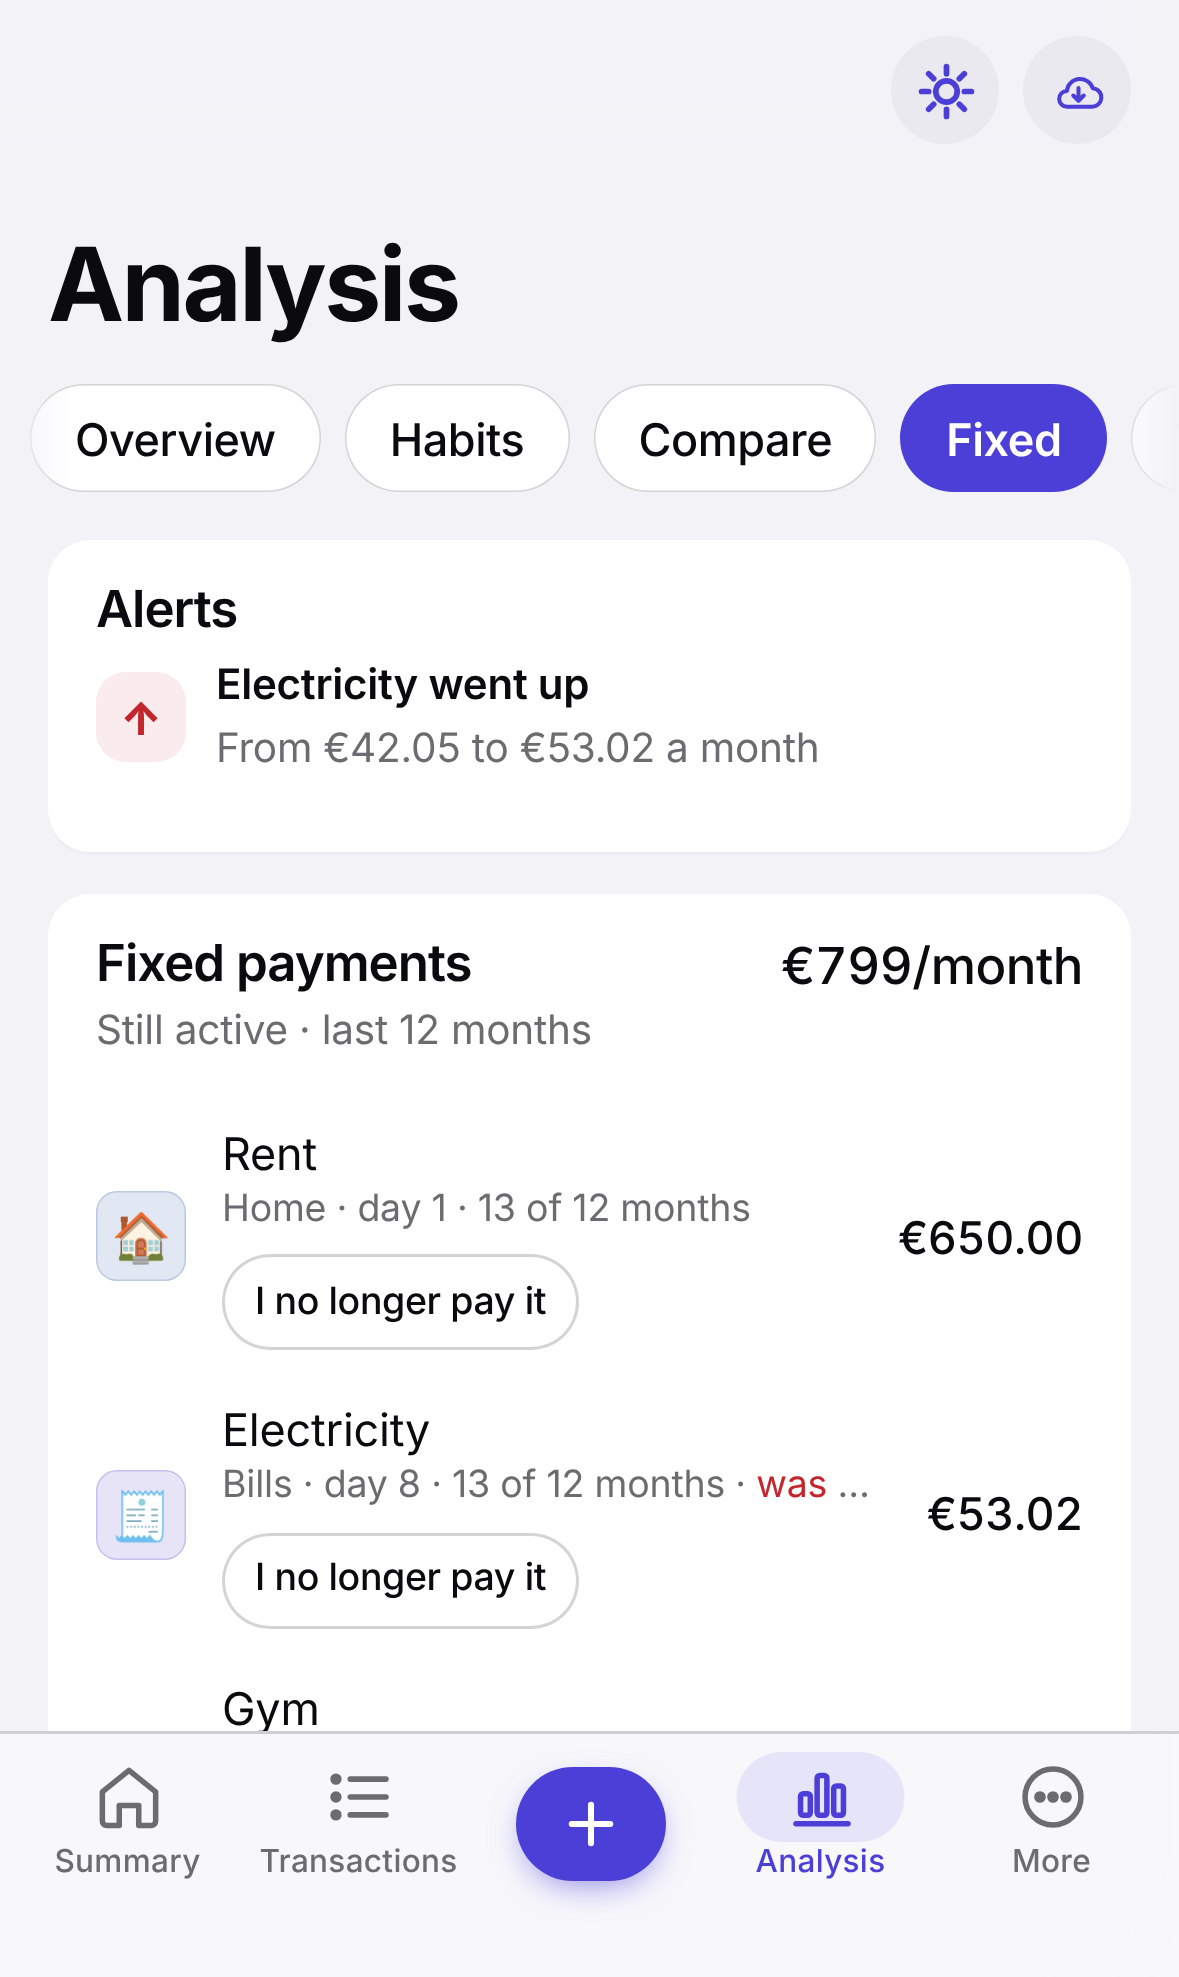 Analysis
Overview
Habits
Compare
Fixed
Alerts
Electricity went up
From €42.05 to €53.02 a month
Fixed payments
€799/month
Still active · last 12 months
Rent
Home · day 1 · 13 of 12 months
€650.00
I no longer pay it
Electricity
Bills · day 8 · 13 of 12 months · was ...
€53.02
I no longer pay it
Gym
Summary
Transactions
Analysis
More